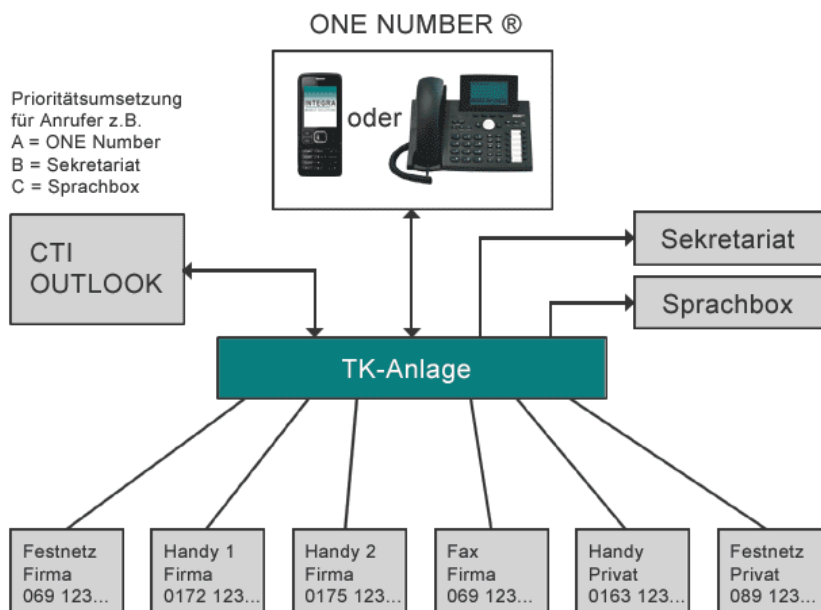 ONE NUMBER ®
Prioritätsumsetzung
für Anrufer z.B.
A = ONE Number
B = Sekretariat
C = Sprachbox
INTEGRA
oder
CTI
OUTLOOK
Sekretariat
Sprachbox
TK-Anlage
Festnetz
Firma
069 123...
Handy 1
Firma
0172 123...
Handy 2
Firma
0175 123...
Fax
Firma
069 123...
Handy
Privat
0163 123...
Festnetz
Privat
089 123...